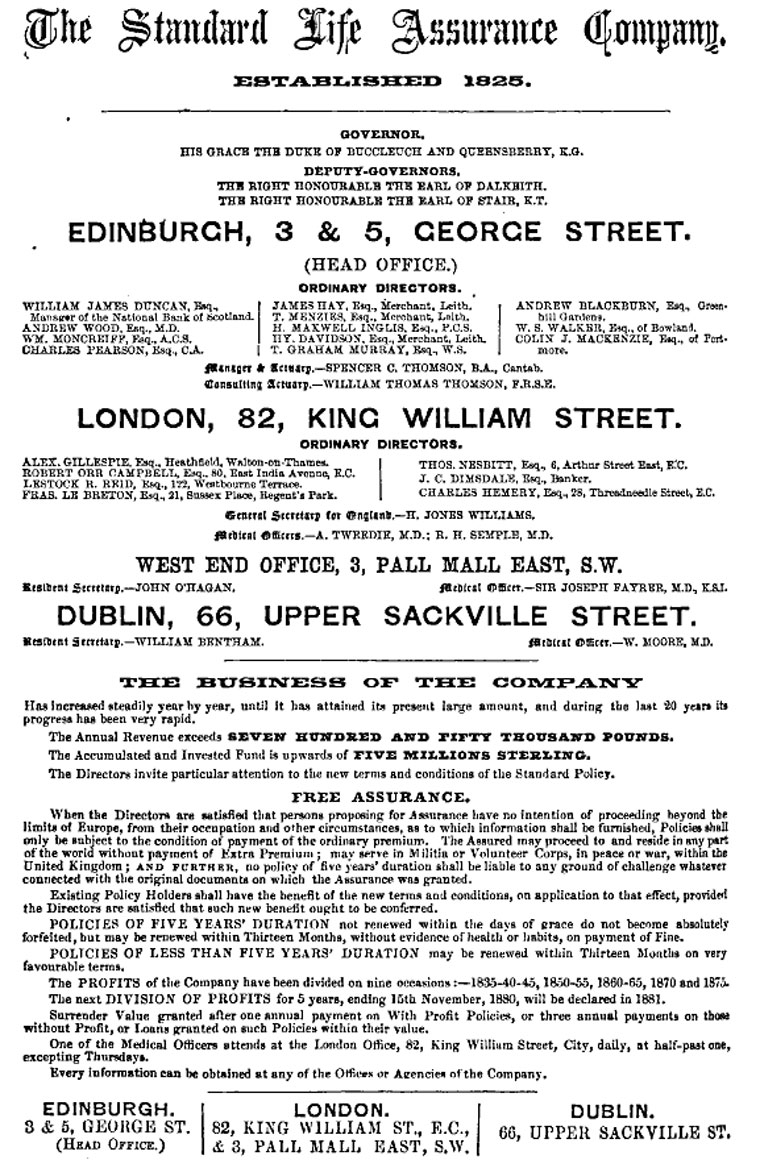 The Standard Life Assurance Company.
ESTABLISHED 1825.
GOVERNOR.
HIS GRACE THE DUKE OF BUCCLEUCH AND QUEENSBERRY, K.G.
DEPUTY-GOVERNORS.
THE RIGHT HONOURABLE THE EARL OF DALKEITH.
THE RIGHT HONOURABLE THE EARL OF STAIR, K.T.
EDINBURGH, 3 & 5, GEORGE STREET.
(HEAD OFFICE.)
ORDINARY DIRECTORS.
WILLIAM JAMES DUNCAN, Esq.,
Manager of the National Bank of Scotland.
ANDREW WOOD, Esq., M.D.
WM. MONCREIFF, Esq., A.C.S.
CHARLES PEARSON, Esq., C.A.
JAMES HAY, Esq., Merchant, Leith.
T. MENZIES, Esq., Merchant, Leith.
H. MAXWELL INGLIS, Esq., P.C.S.
HY. DAVIDSON, Esq., Merchant, Leith.
T. GRAHAM MURRAY, Esq., W.S.
ANDREW BLACKBURN, Esq., Green-
hill Gardens.
W. S. WALKER, Esq., of Bowland.
COLIN J. MACKENZIE, Esq., of Port-
more.
Manager & Actuary.—SPENCER C. THOMSON, B.A., Cantab.
Consulting Actuary.—WILLIAM THOMAS THOMSON, F.R.S.E.
LONDON, 82, KING WILLIAM STREET.
ORDINARY DIRECTORS.
ALEX. GILLESPIE, Esq., Heathfield, Walton-on-Thames.
ROBERT ORR CAMPBELL, Esq., 80, East India Avenue, E.C.
LESTOCK R. REID, Esq., 122, Westbourne Terrace.
FRAS. LE BRETON, Esq., 21, Sussex Place, Regent's Park.
THOS. NESBITT, Esq., 6, Arthur Street East, E.C.
J. C. DIMSDALE, Esq., Banker.
CHARLES HEMERY, Esq., 28, Threadneedle Street, E.C.
General Secretary for England.—H. JONES WILLIAMS.
Medical Officers.—A. TWEEDIE, M.D.; R. H. SEMPLE, M.D.
WEST END OFFICE, 3, PALL MALL EAST, S.W.
Resident Secretary.—JOHN O'HAGAN. Medical Officer.—SIR JOSEPH FAYRER, M.D., K.S.I.
DUBLIN, 66, UPPER SACKVILLE STREET.
Resident Secretary.—WILLIAM BENTHAM. Medical Officer.—W. MOORE, M.D.
THE BUSINESS OF THE COMPANY
Has increased steadily year by year, until it has attained its present large amount, and during the last 20 years its
progress has been very rapid.
The Annual Revenue exceeds SEVEN HUNDRED AND FIFTY THOUSAND POUNDS.
The Accumulated and Invested Fund is upwards of FIVE MILLIONS STERLING.
The Directors invite particular attention to the new terms and conditions of the Standard Policy.
FREE ASSURANCE.
When the Directors are satisfied that persons proposing for Assurance have no intention of proceeding beyond the
limits of Europe, from their occupation and other circumstances, as to which information shall be furnished, Policies shall
only be subject to the condition of payment of the ordinary premium. The Assured may proceed to and reside in any part
of the world without payment of Extra Premium; may serve in Militia or Volunteer Corps, in peace or war, within the
United Kingdom; AND FURTHER, no policy of five years' duration shall be liable to any ground of challenge whatever
connected with the original documents on which the Assurance was granted.
Existing Policy Holders shall have the benefit of the new terms and conditions, on application to that effect, provided
the Directors are satisfied that such new benefit ought to be conferred.
POLICIES OF FIVE YEARS' DURATION not renewed within the days of grace do not become absolutely
forfeited, but may be renewed within Thirteen Months, without evidence of health or habits, on payment of Fine.
POLICIES OF LESS THAN FIVE YEARS' DURATION may be renewed within Thirteen Months on very
favourable terms.
The PROFITS of the Company have been divided on nine occasions:—1835-40-45, 1850-55, 1860-65, 1870 and 1875.
The next DIVISION OF PROFITS for 5 years, ending 15th November, 1880, will be declared in 1881.
Surrender Value granted after one annual payment on With Profit Policies, or three annual payments on those
without Profit, or Loans granted on such Policies within their value.
One of the Medical Officers attends at the London Office, 82, King William Street, City, daily, at half-past one,
excepting Thursdays.
Every information can be obtained at any of the Offices or Agencies of the Company.
EDINBURGH.
3 & 5, GEORGE ST.
(HEAD OFFICE.)
LONDON.
82, KING WILLIAM ST., E.C.,
& 3, PALL MALL EAST, S.W.
DUBLIN.
66, UPPER SACKVILLE ST.